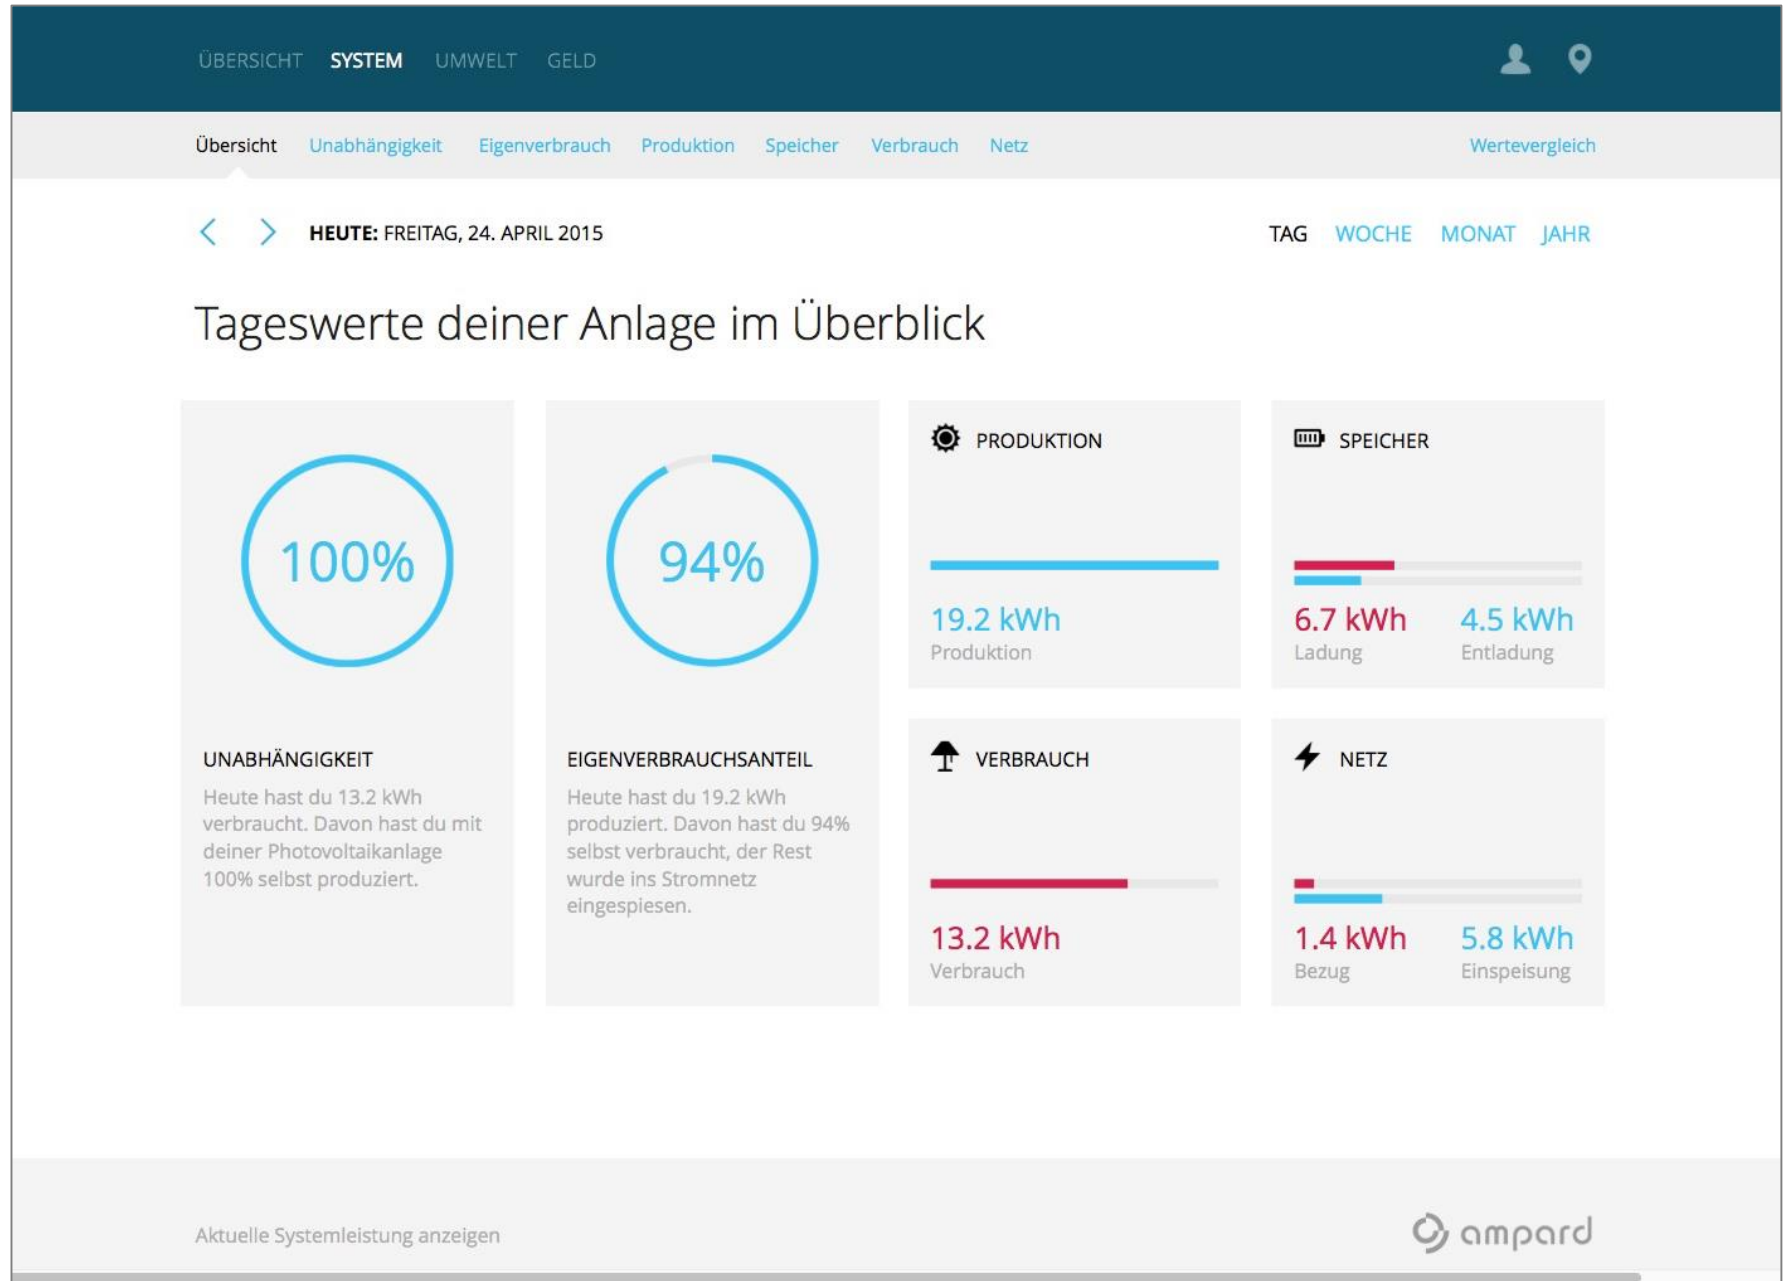 ÜBERSICHT SYSTEM UMWELT GELD
Übersicht Unabhängigkeit Eigenverbrauch Produktion Speicher Verbrauch Netz Wertevergleich
HEUTE: FREITAG, 24. APRIL 2015 TAG WOCHE MONAT JAHR
Tageswerte deiner Anlage im Überblick
100%
UNABHÄNGIGKEIT
Heute hast du 13.2 kWh
verbraucht. Davon hast du mit
deiner Photovoltaikanlage
100% selbst produziert.
94%
EIGENVERBRAUCHSANTEIL
Heute hast du 19.2 kWh
produziert. Davon hast du 94%
selbst verbraucht, der Rest
wurde ins Stromnetz
eingespiesen.
PRODUKTION
19.2 kWh
Produktion
SPEICHER
6.7 kWh 4.5 kWh
Ladung Entladung
VERBRAUCH
13.2 kWh
Verbrauch
NETZ
1.4 kWh 5.8 kWh
Bezug Einspeisung
Aktuelle Systemleistung anzeigen
ampard